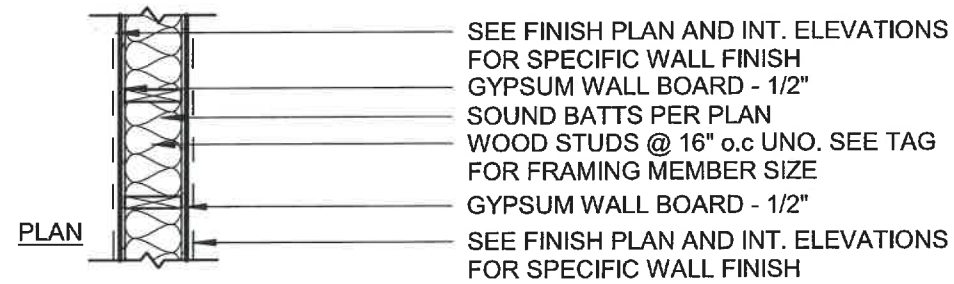 SEE FINISH PLAN AND INT. ELEVATIONS
FOR SPECIFIC WALL FINISH
GYPSUM WALL BOARD - 1/2"
SOUND BATTS PER PLAN
WOOD STUDS @ 16" o.c UNO. SEE TAG
FOR FRAMING MEMBER SIZE
GYPSUM WALL BOARD - 1/2"
PLAN
SEE FINISH PLAN AND INT. ELEVATIONS
FOR SPECIFIC WALL FINISH